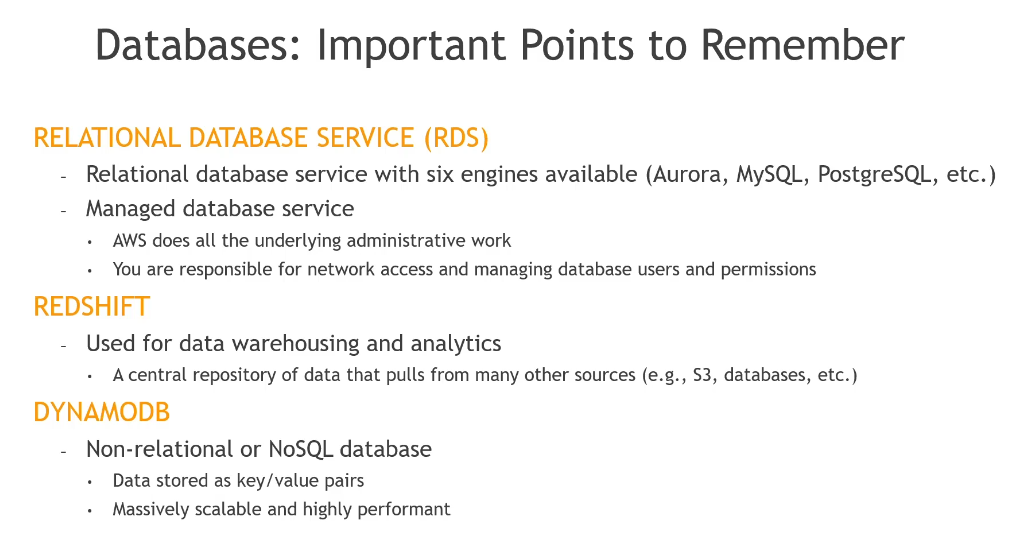 Databases: Important Points to Remember
RELATIONAL DATABASE SERVICE (RDS)
- Relational database service with six engines available (Aurora, MySQL, PostgreSQL, etc.)
- Managed database service
• AWS does all the underlying administrative work
• You are responsible for network access and managing database users and permissions
REDSHIFT
- Used for data warehousing and analytics
• A central repository of data that pulls from many other sources (e.g., S3, databases, etc.)
DYNAMODB
- Non-relational or NoSQL database
• Data stored as key/value pairs
• Massively scalable and highly performant